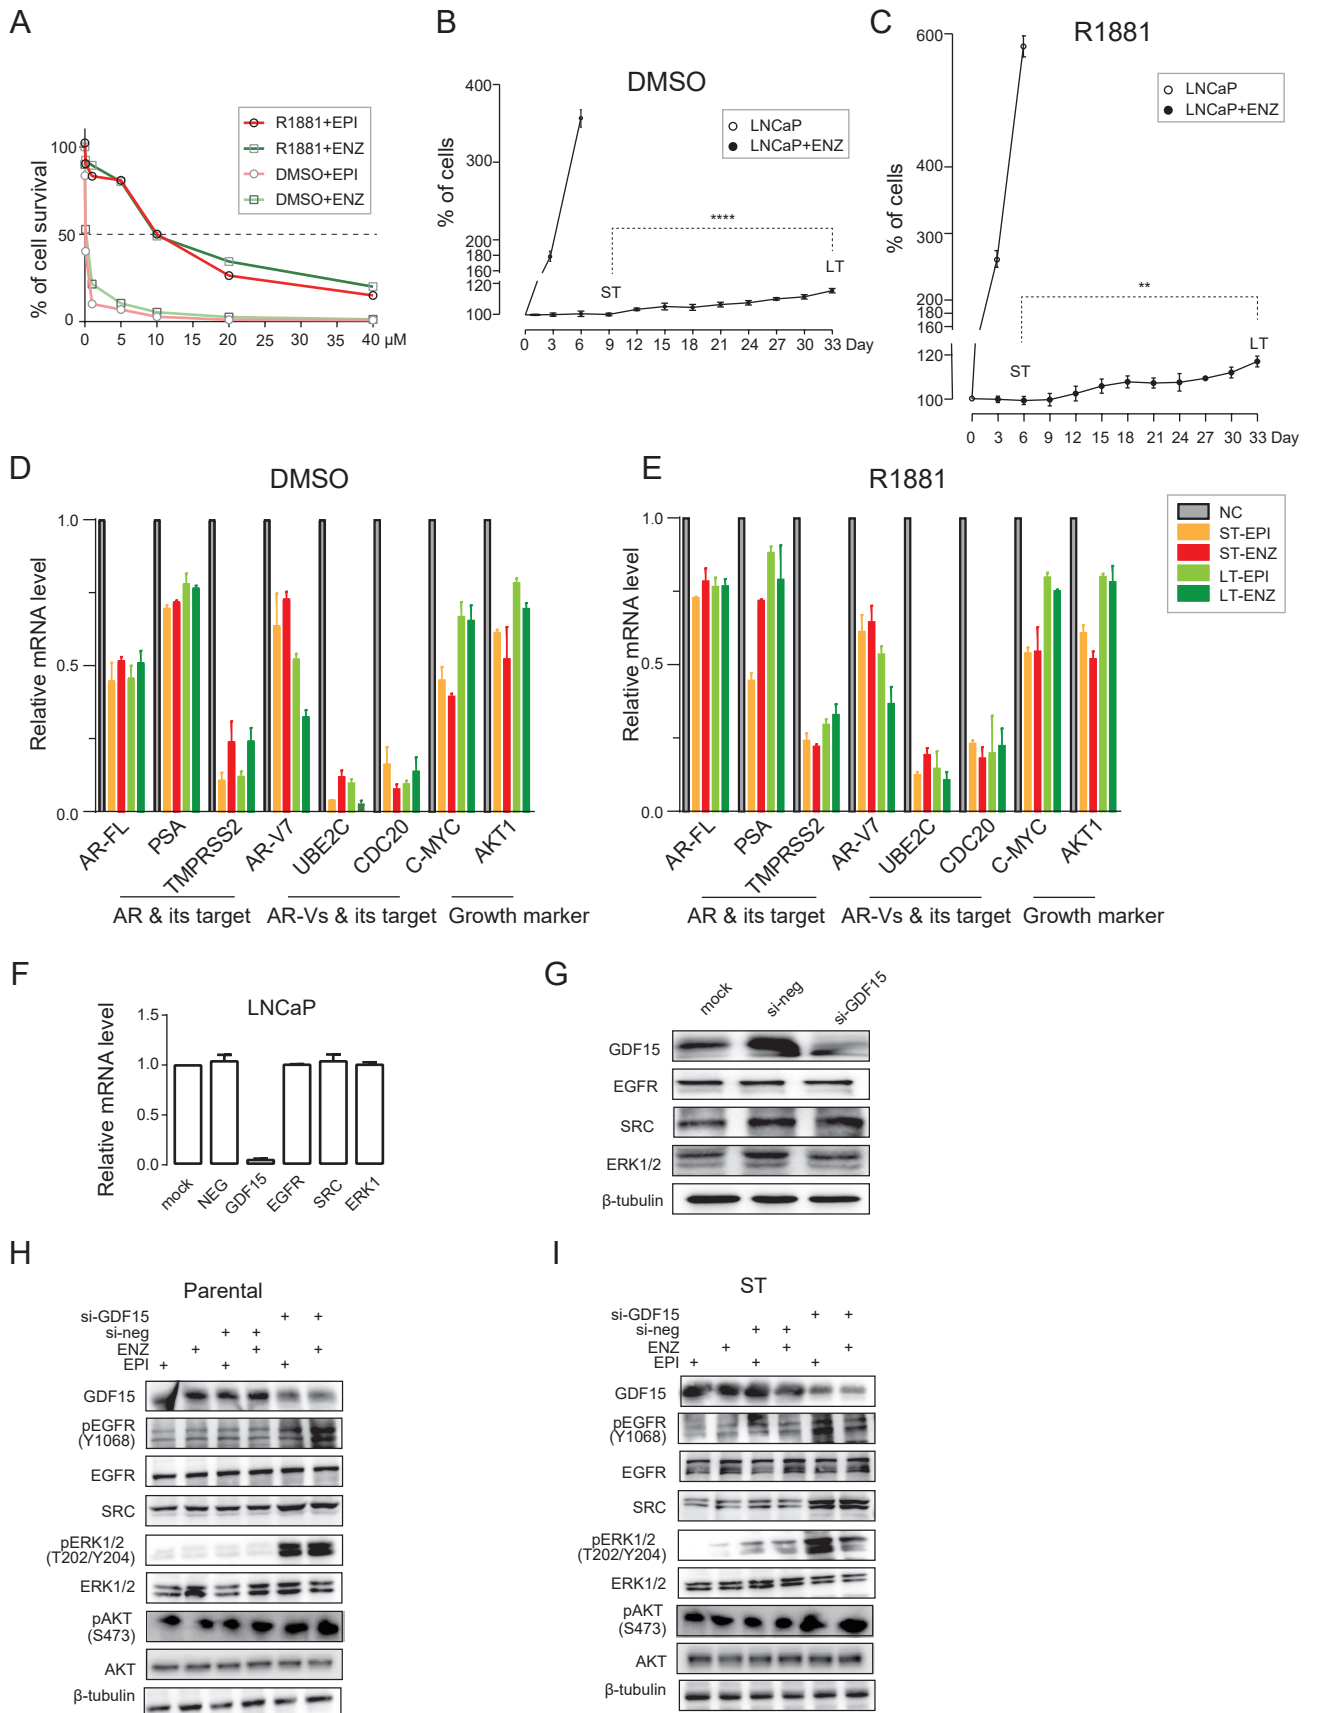 A
R1881+EPI
R1881+ENZ
DMSO+EPI
DMSO+ENZ
% of cell survival
100
50
0
0 5 10 15 20 25 30 35 40 µM
B
DMSO
LNCaP
LNCaP+ENZ
% of cells
400
300
200
180
160
120
100
ST
****
LT
0 3 6 9 12 15 18 21 24 27 30 33 Day
C
R1881
LNCaP
LNCaP+ENZ
% of cells
600
400
300
200
180
160
120
100
ST
**
LT
0 3 6 9 12 15 18 21 24 27 30 33 Day
D
DMSO
Relative mRNA level
1.0
0.5
0.0
AR-FL PSA TMPRSS2 AR-V7 UBE2C CDC20 C-MYC AKT1
AR & its target AR-Vs & its target Growth marker
E
R1881
Relative mRNA level
1.0
0.5
0.0
AR-FL PSA TMPRSS2 AR-V7 UBE2C CDC20 C-MYC AKT1
AR & its target AR-Vs & its target Growth marker
NC
ST-EPI
ST-ENZ
LT-EPI
LT-ENZ
F
LNCaP
Relative mRNA level
1.5
1.0
0.5
0.0
mock NEG GDF15 EGFR SRC ERK1
G
mock si-neg si-GDF15
GDF15
EGFR
SRC
ERK1/2
β-tubulin
H
Parental
si-GDF15 + +
si-neg + +
ENZ + + +
EPI + + +
GDF15
pEGFR
(Y1068)
EGFR
SRC
pERK1/2
(T202/Y204)
ERK1/2
pAKT
(S473)
AKT
β-tubulin
I
ST
si-GDF15 + +
si-neg + +
ENZ + + +
EPI + + +
GDF15
pEGFR
(Y1068)
EGFR
SRC
pERK1/2
(T202/Y204)
ERK1/2
pAKT
(S473)
AKT
β-tubulin